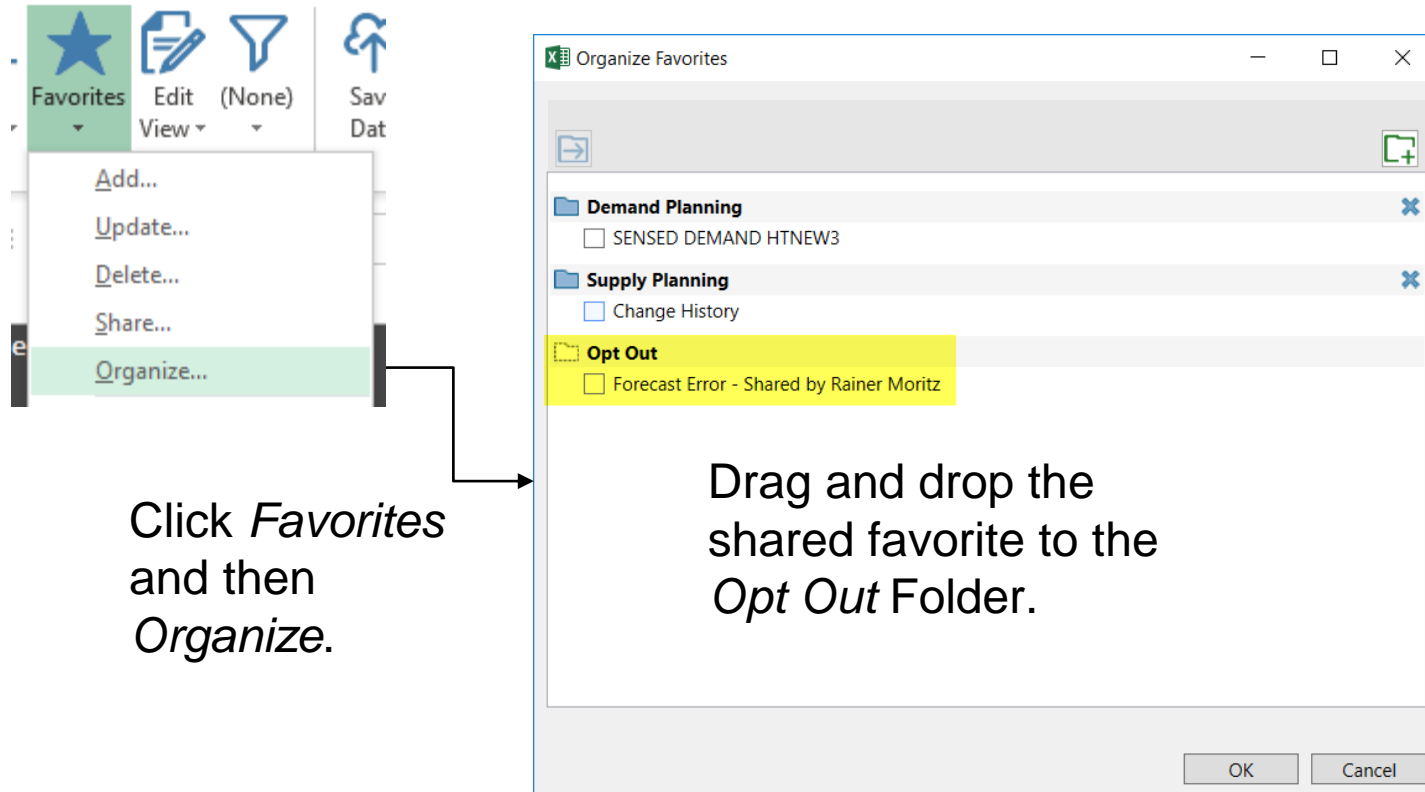 Favorites Edit View (None) Sav Dat
Add...
Update...
Delete...
Share...
Organize...
e
Click Favorites
and then
Organize.
Organize Favorites
Demand Planning
SENSED DEMAND HTNEW3
Supply Planning
Change History
Opt Out
Forecast Error - Shared by Rainer Moritz
Drag and drop the
shared favorite to the
Opt Out Folder.
OK Cancel